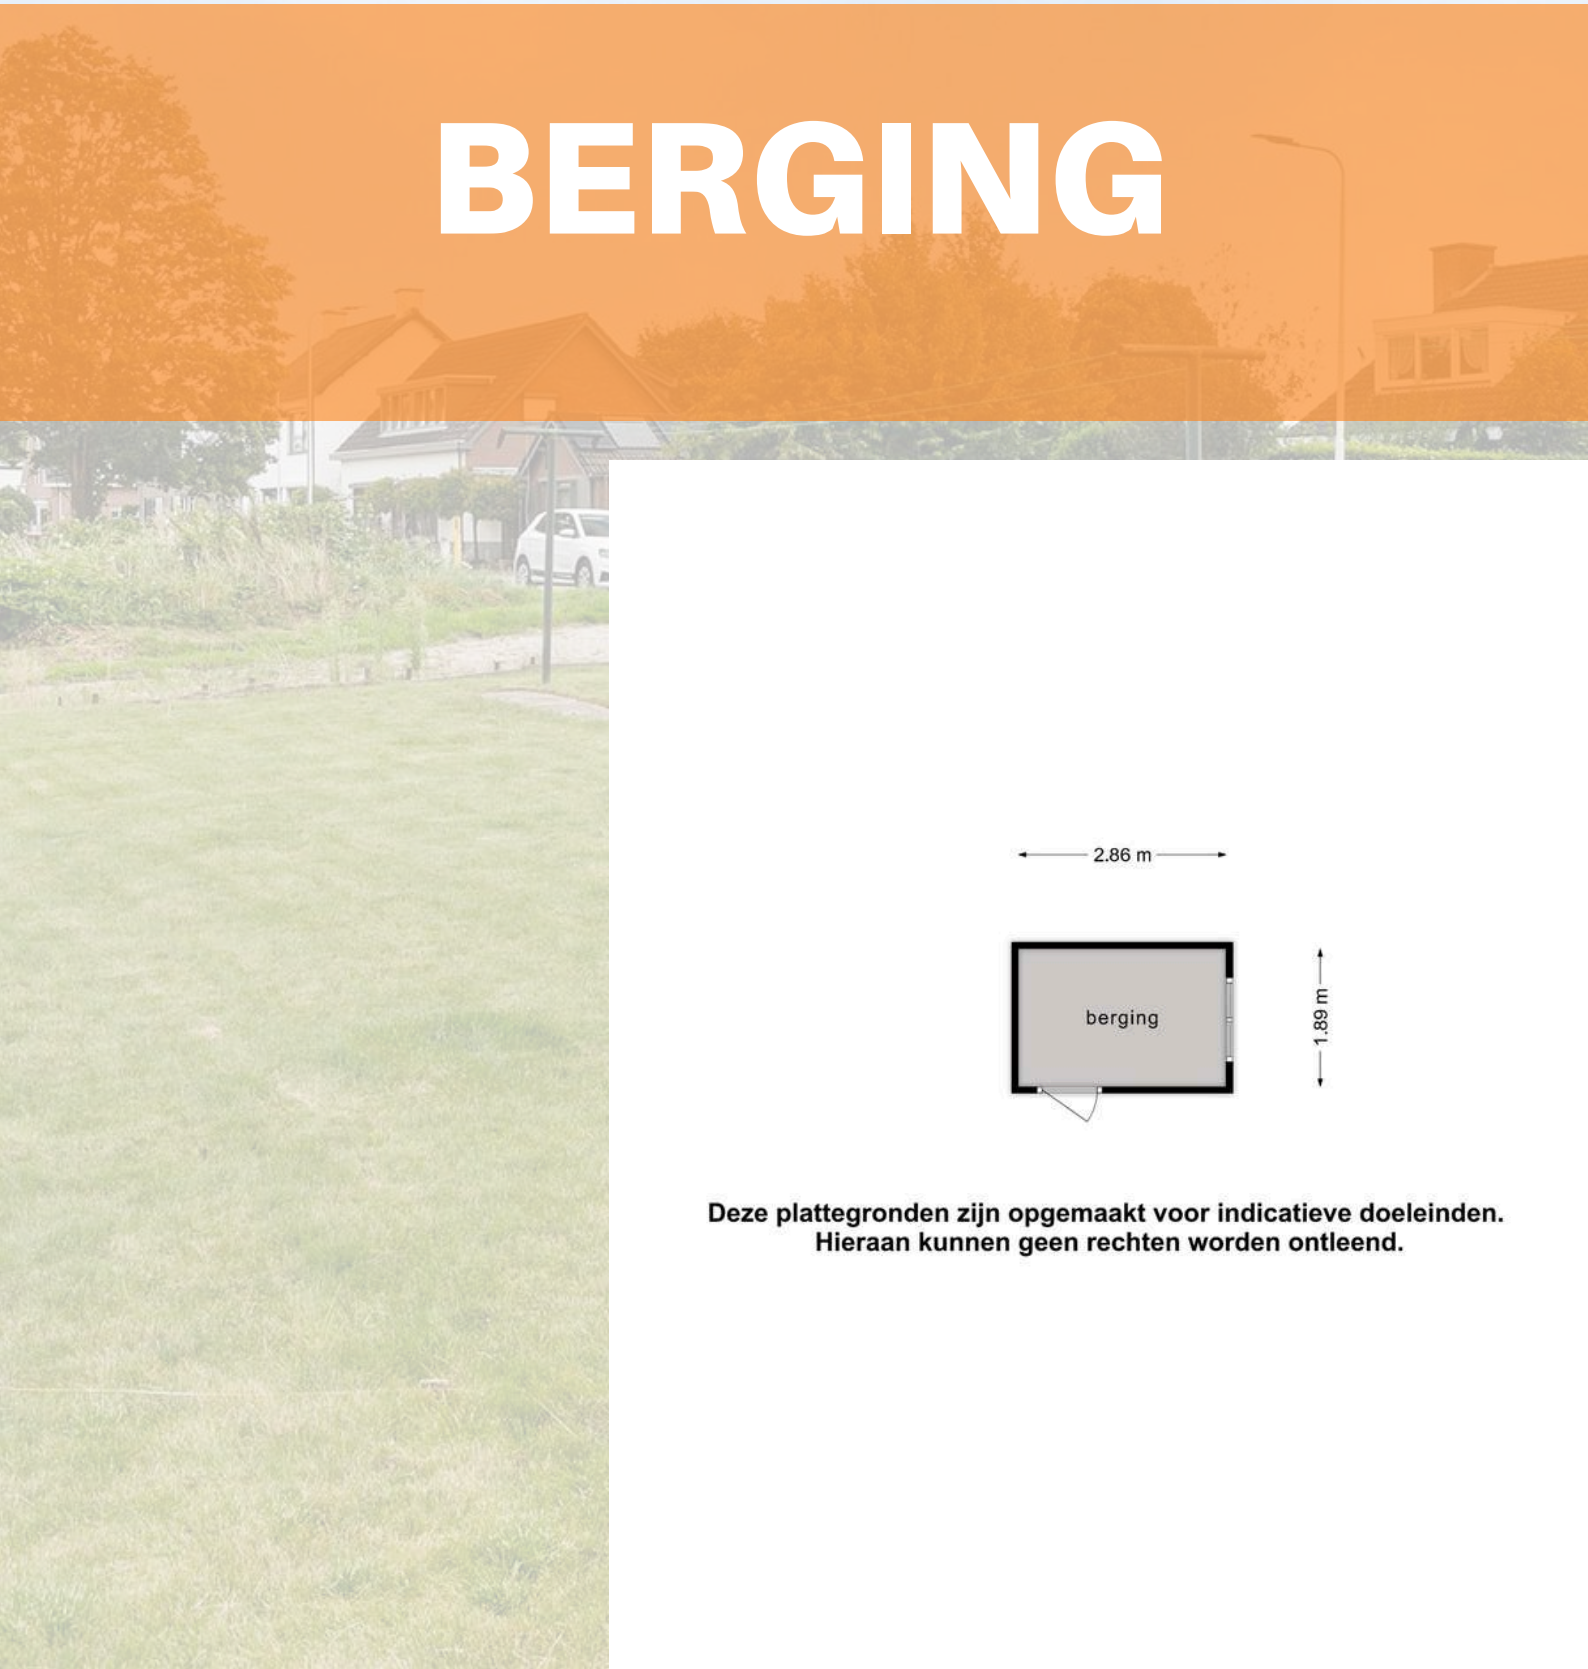 BERGING
2.86 m
berging
1.89 m
Deze plattegronden zijn opgemaakt voor indicatieve doeleinden.
Hieraan kunnen geen rechten worden ontleend.